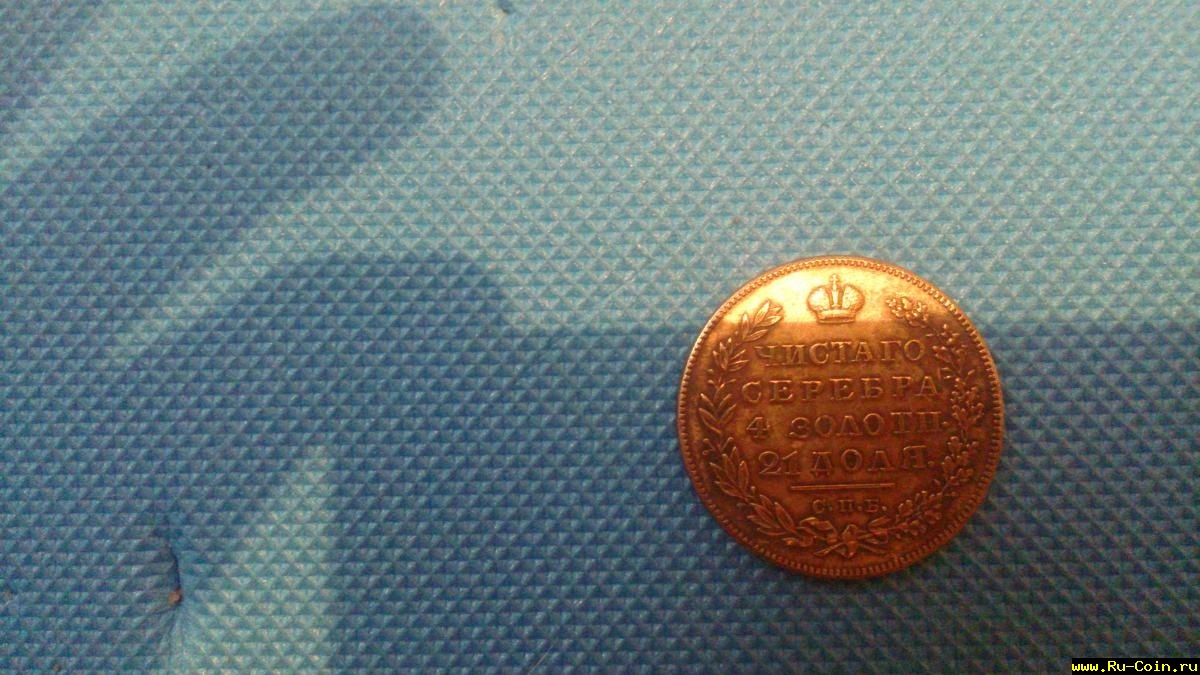 ЧИСТАГО
СЕРЕБРА
4 ЗОЛОТН.
21 ДОЛЯ.
С.П.Б.
www.Ru-Coin.ru